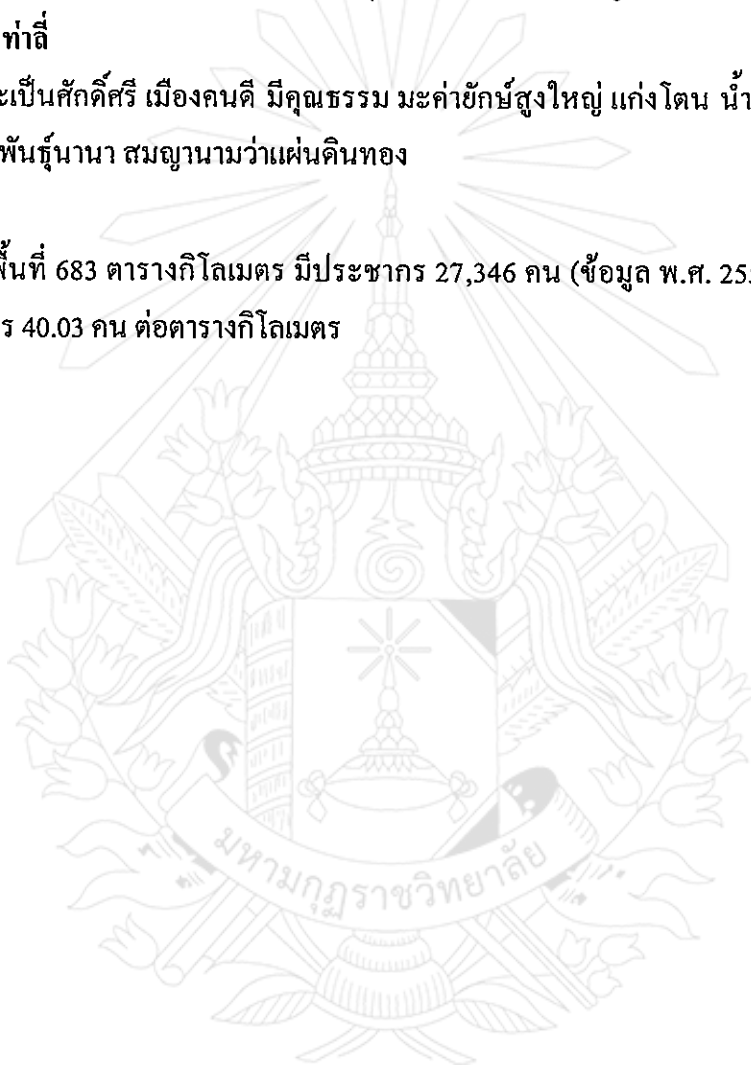 ท่าลี่
ะเป็นศักดิ์ศรี เมืองคนดี มีคุณธรรม มะค่ายักษ์สูงใหญ่ แก่งโตน น้ำ
พันธุ์นานา สมญานามว่าแผ่นดินทอง
พื้นที่ 683 ตารางกิโลเมตร มีประชากร 27,346 คน (ข้อมูล พ.ศ. 25
ร 40.03 คน ต่อตารางกิโลเมตร
มหามกุฏราชวิทยาลัย